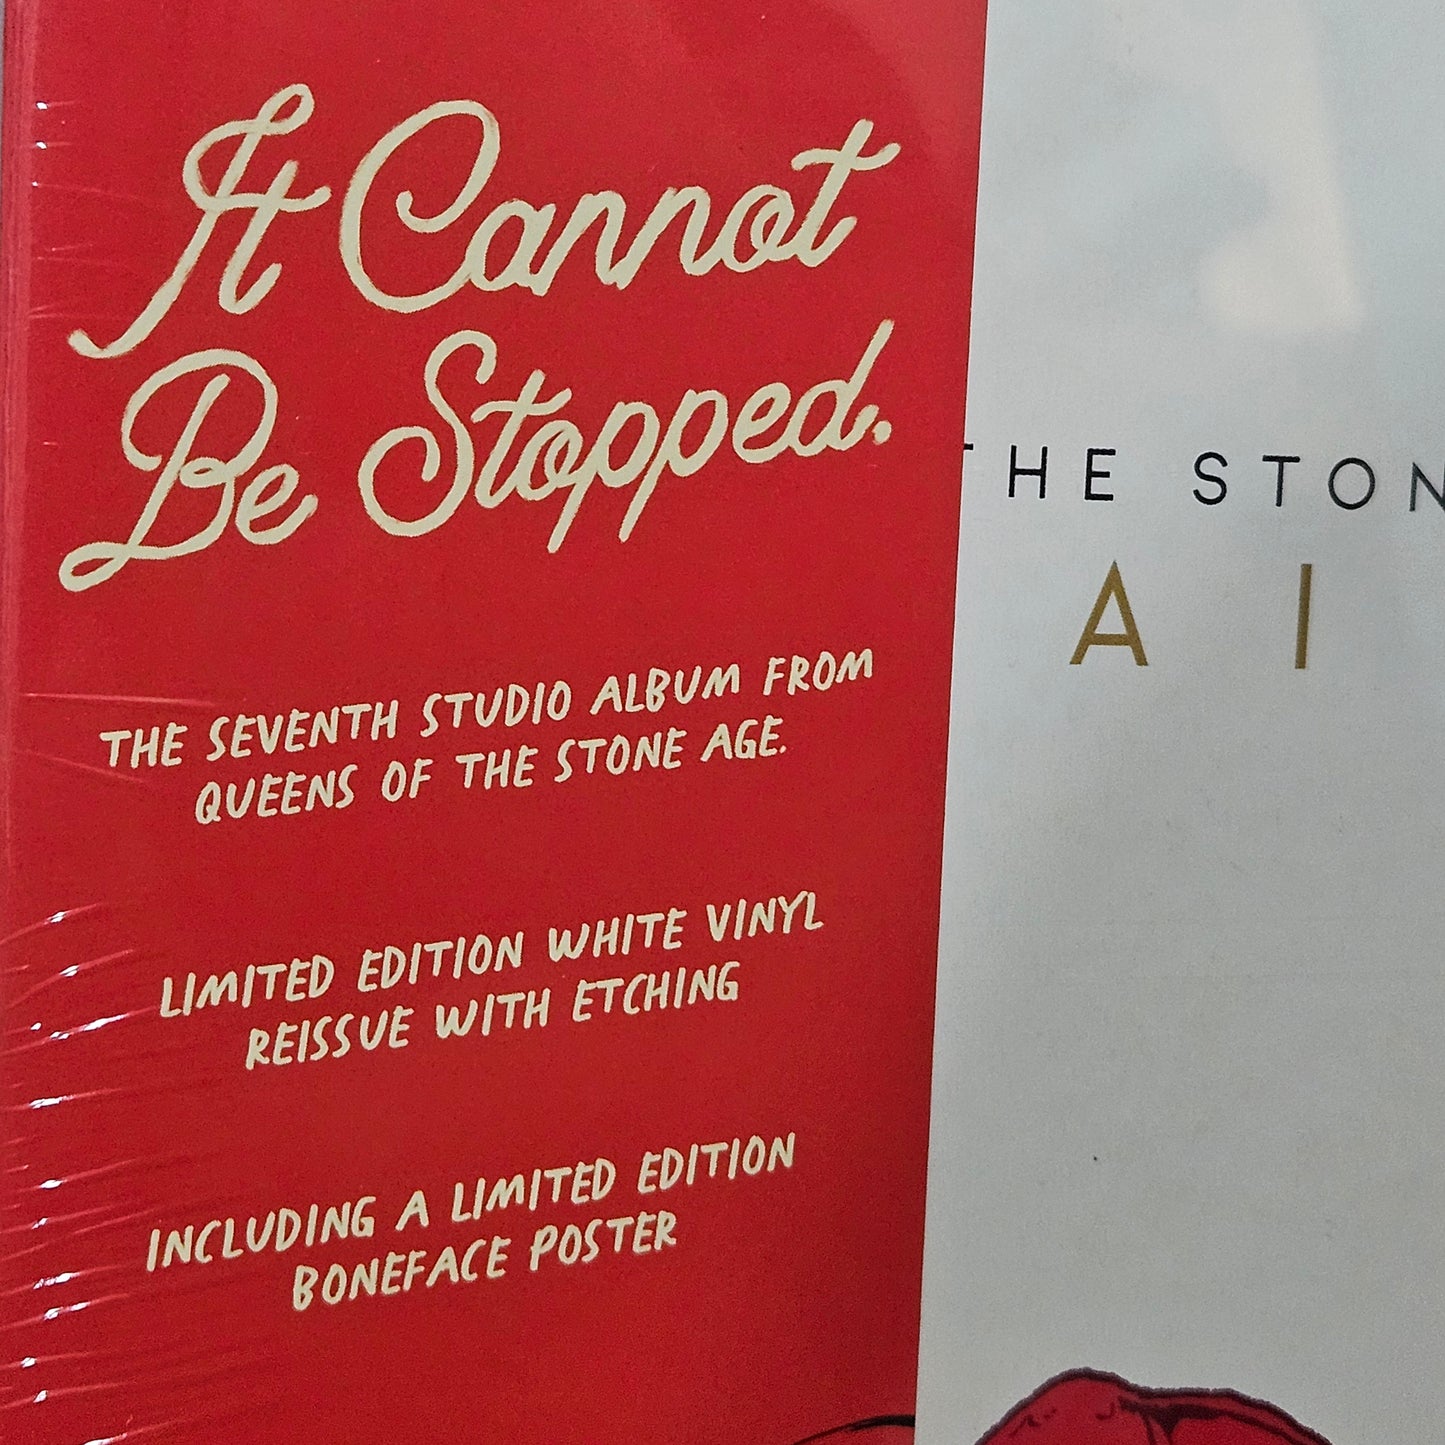 It Cannot
Be Stopped.
THE SEVENTH STUDIO ALBUM FROM
QUEENS OF THE STONE AGE.
LIMITED EDITION WHITE VINYL
REISSUE WITH ETCHING
INCLUDING A LIMITED EDITION
BONEFACE POSTER
THE STON
A I